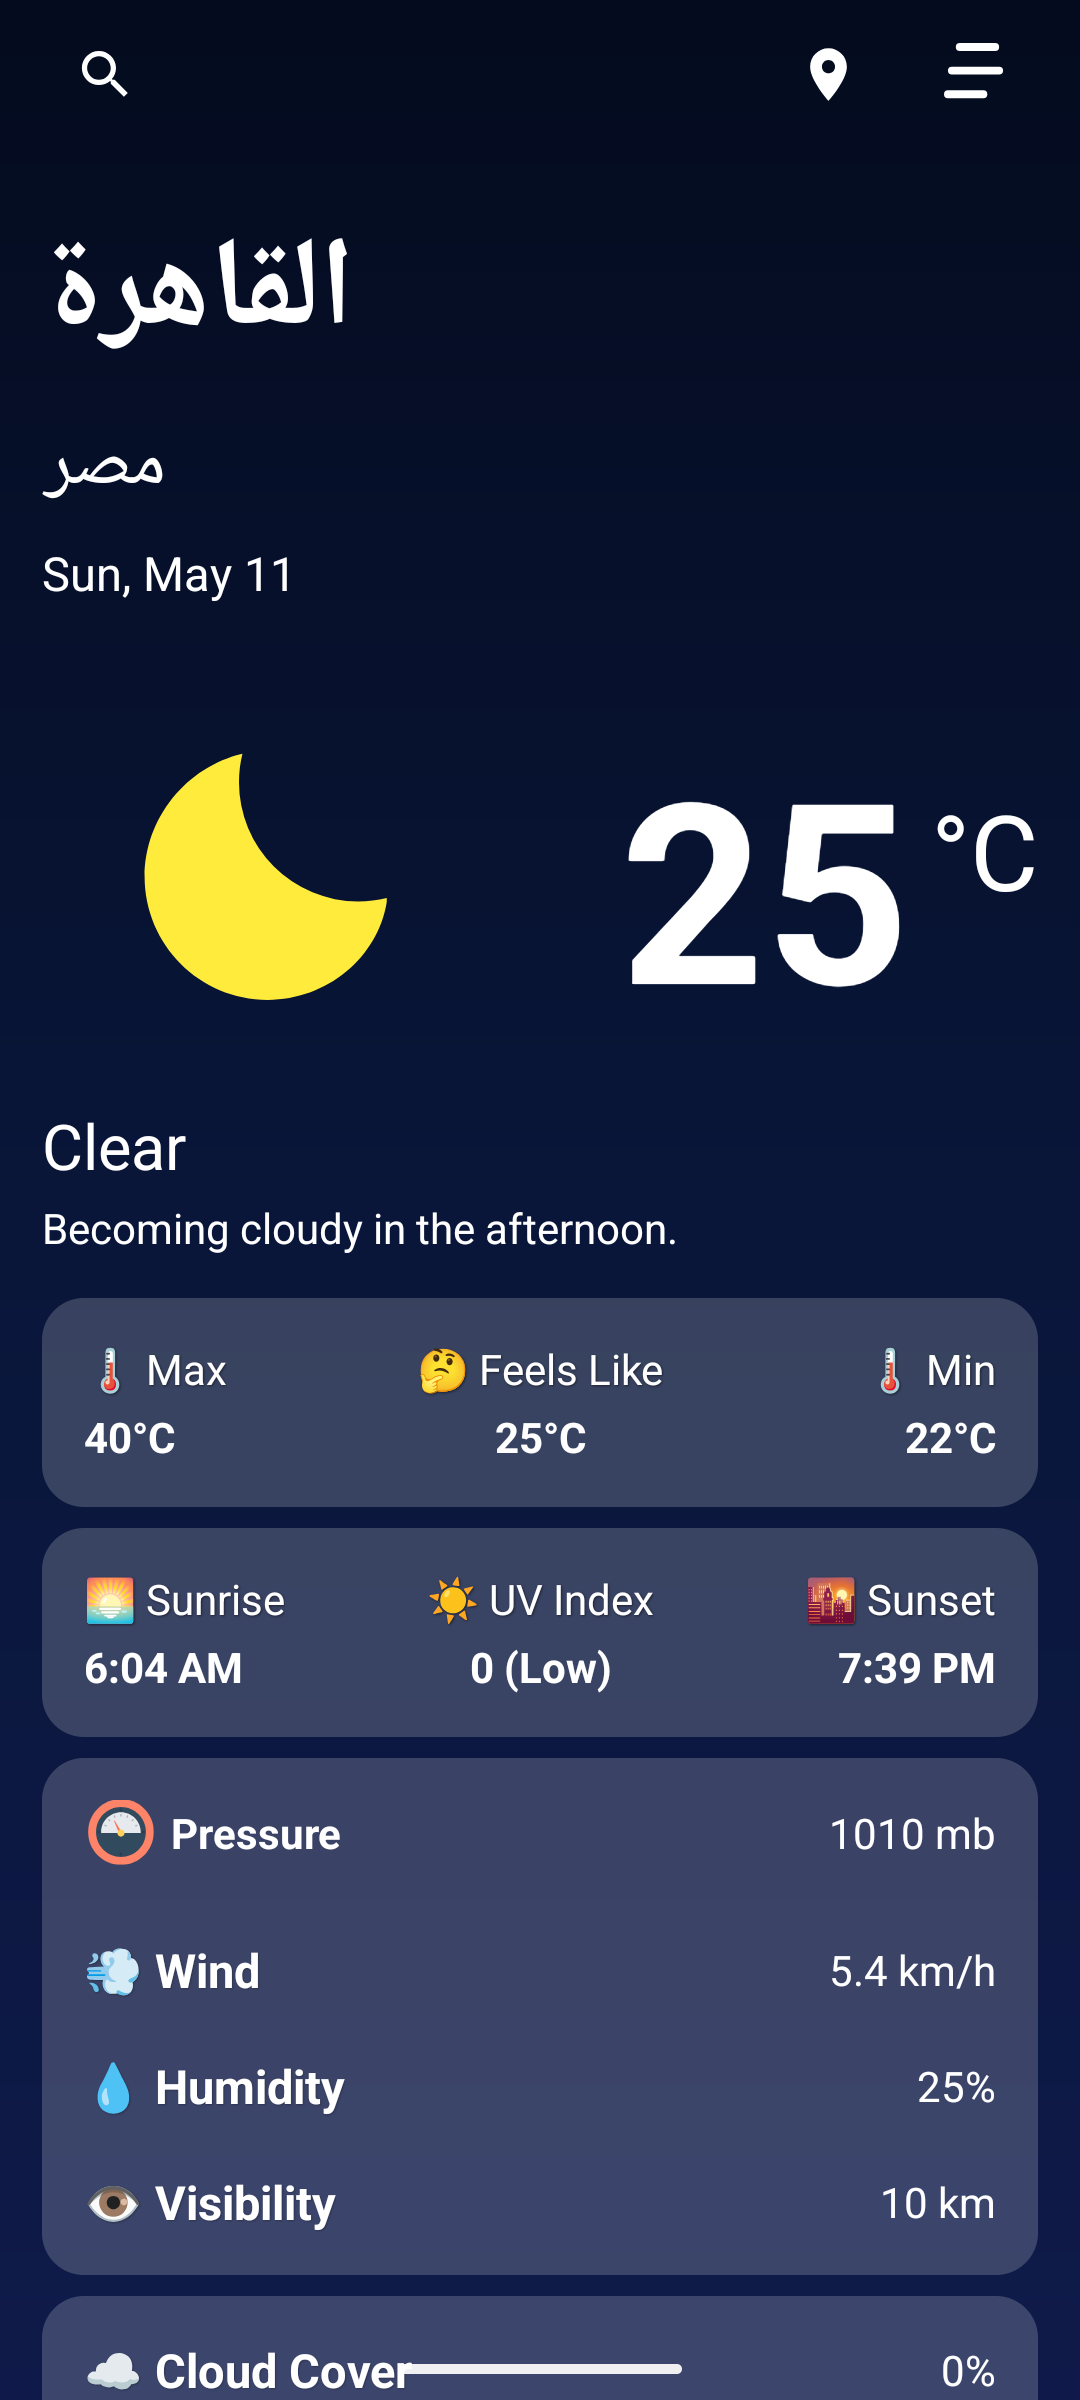 القاهرة
مصر
Sun, May 11
25 °C
Clear
Becoming cloudy in the afternoon.
Max Feels Like Min
40°C 25°C 22°C
Sunrise UV Index Sunset
6:04 AM 0 (Low) 7:39 PM
Pressure 1010 mb
Wind 5.4 km/h
Humidity 25%
Visibility 10 km
Cloud Cover 0%